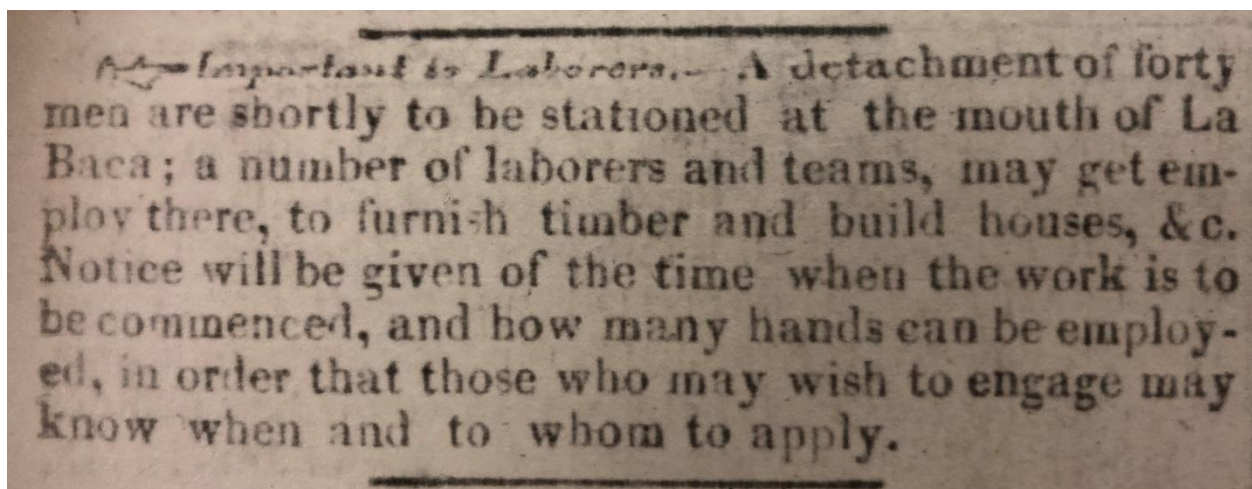 ☞ Important to Laborers.— A detachment of forty
men are shortly to be stationed at the mouth of La
Baca; a number of laborers and teams, may get em-
ploy there, to furnish timber and build houses, &c.
Notice will be given of the time when the work is to
be commenced, and how many hands can be employ-
ed, in order that those who may wish to engage may
know when and to whom to apply.